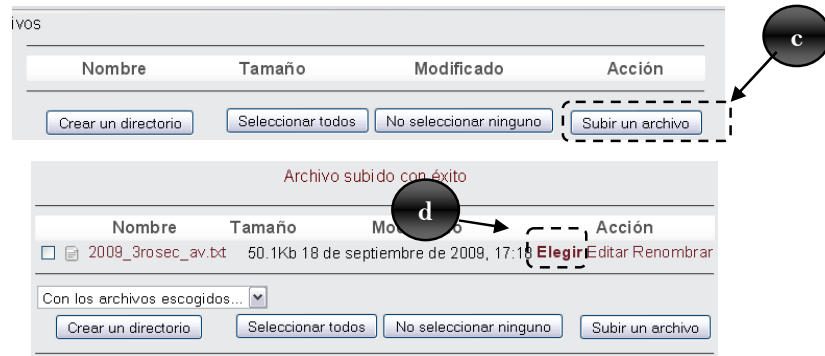 ivos
Nombre Tamaño Modificado Acción
c
Crear un directorio Seleccionar todos No seleccionar ninguno Subir un archivo
Archivo subido con éxito
d
Nombre Tamaño Acción
2009_3rosec_av.txt 50.1Kb 18 de septiembre de 2009, 17:18 Elegir Editar Renombrar
Con los archivos escogidos...
Crear un directorio Seleccionar todos No seleccionar ninguno Subir un archivo